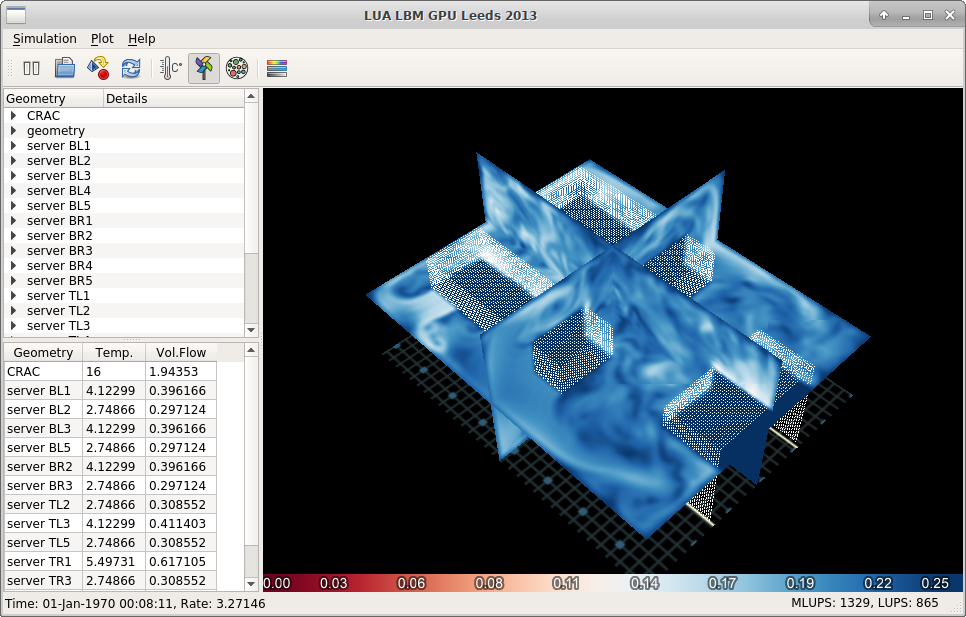 LUA LBM GPU Leeds 2013
Simulation Plot Help
C°
Geometry Details
CRAC
geometry
server BL1
server BL2
server BL3
server BL4
server BL5
server BR1
server BR2
server BR3
server BR4
server BR5
server TL1
server TL2
server TL3
Geometry Temp. Vol.Flow
CRAC 16 1.94353
server BL1 4.12299 0.396166
server BL2 2.74866 0.297124
server BL3 4.12299 0.396166
server BL5 2.74866 0.297124
server BR2 4.12299 0.396166
server BR3 2.74866 0.297124
server TL2 2.74866 0.308552
server TL3 4.12299 0.411403
server TL5 2.74866 0.308552
server TR1 5.49731 0.617105
server TR3 2.74866 0.308552
0.00 0.03 0.06 0.08 0.11 0.14 0.17 0.19 0.22 0.25
Time: 01-Jan-1970 00:08:11, Rate: 3.27146
MLUPS: 1329, LUPS: 865